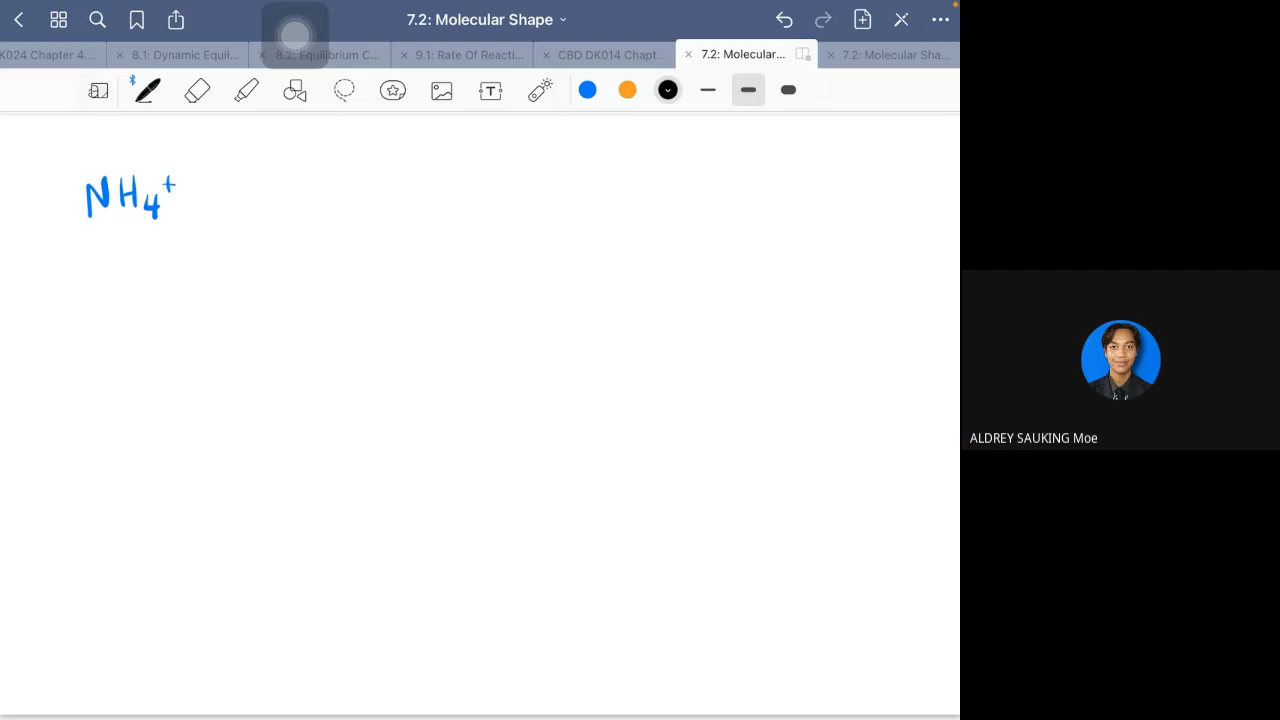 7.2: Molecular Shape
K024 Chapter 4....
8.1: Dynamic Equil...
8.2: Equilibrium C...
9.1: Rate Of Reacti...
CBD DK014 Chapt...
7.2: Molecular...
7.2: Molecular Sha...
T
NH₄⁺
ALDREY SAUKING Moe